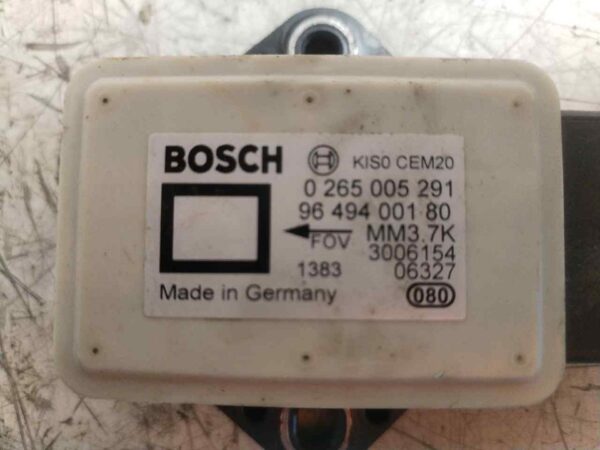 BOSCH KIS0 CEM20
0 265 005 291
96 494 001 80
FOV MM3.7K
3006154
1383 06327
Made in Germany 080